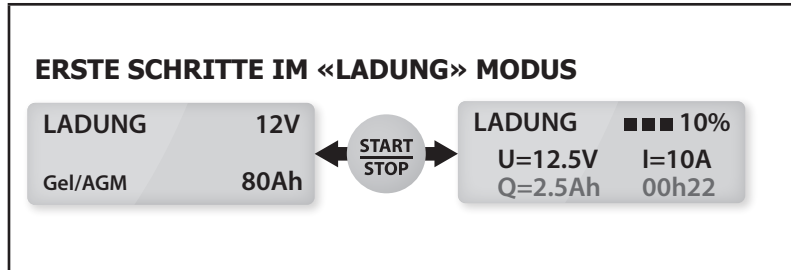 ERSTE SCHRITTE IM «LADUNG» MODUS
LADUNG 12V
Gel/AGM 80Ah
START
STOP
LADUNG ■■■ 10%
U=12.5V I=10A
Q=2.5Ah 00h22